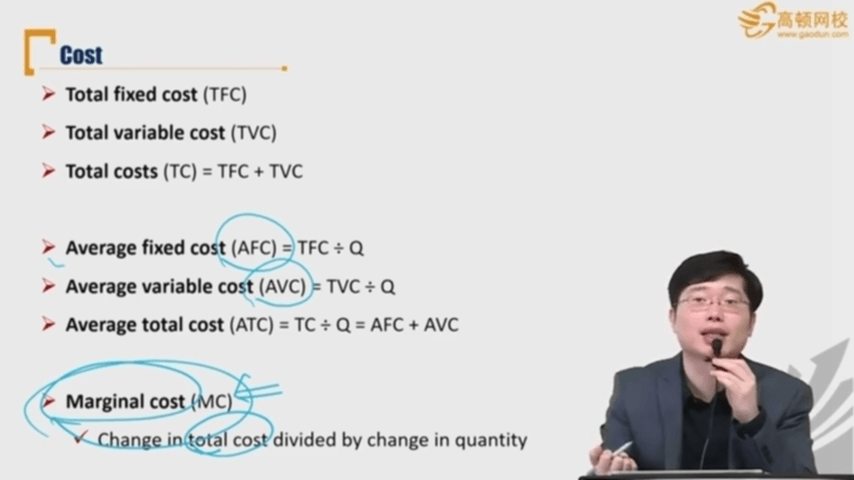 高顿网校
www.gaodun.com
Cost
Total fixed cost (TFC)
Total variable cost (TVC)
Total costs (TC) = TFC + TVC
Average fixed cost (AFC) = TFC ÷ Q
Average variable cost (AVC) = TVC ÷ Q
Average total cost (ATC) = TC ÷ Q = AFC + AVC
Marginal cost (MC)
Change in total cost divided by change in quantity